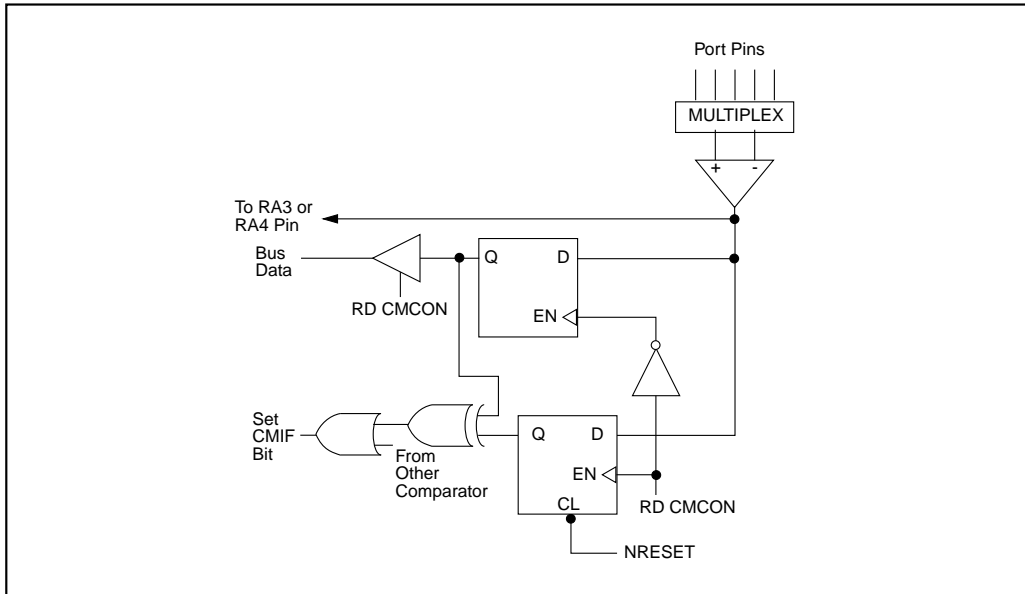 Port Pins
MULTIPLEX
+ -
To RA3 or
RA4 Pin
Bus
Data
Q D
RD CMCON
EN
Set
CMIF
Bit
From
Other
Comparator
Q D
EN
CL
RD CMCON
NRESET